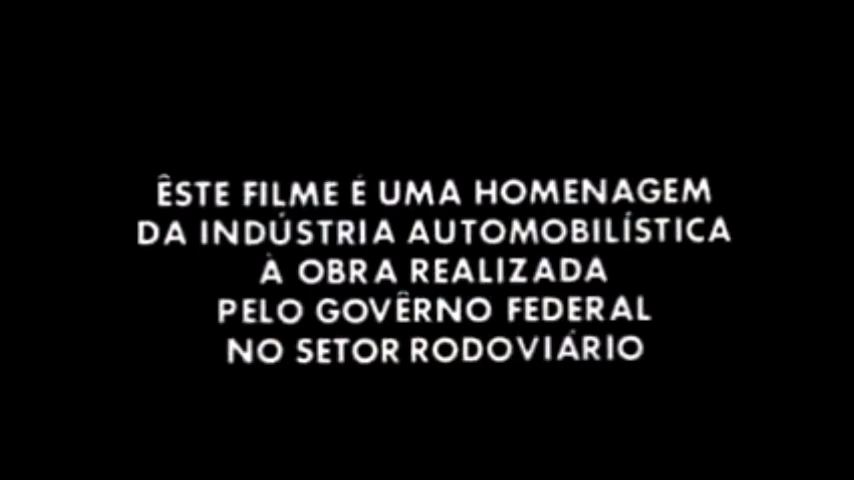 ÊSTE FILME É UMA HOMENAGEM
DA INDÚSTRIA AUTOMOBILÍSTICA
À OBRA REALIZADA
PELO GOVÊRNO FEDERAL
NO SETOR RODOVIÁRIO